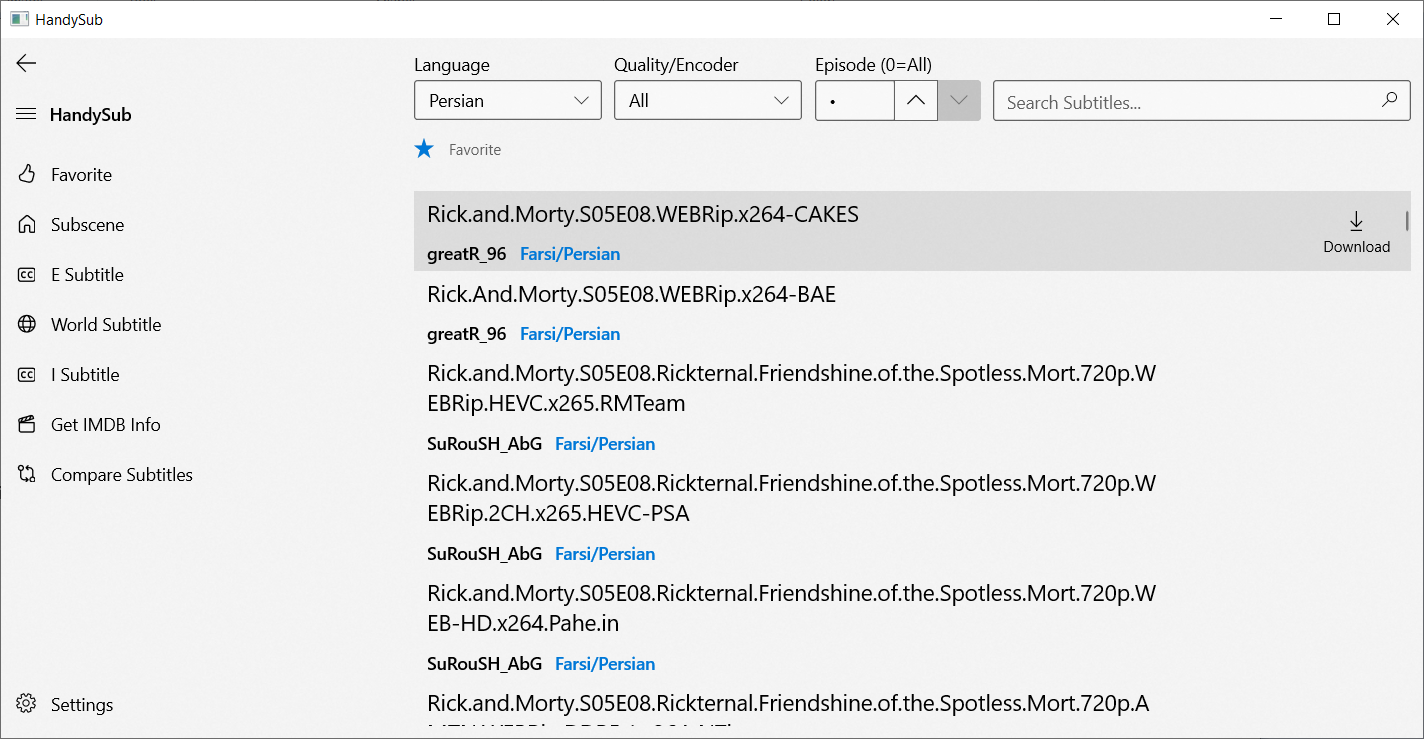 HandySub
HandySub
Favorite
Subscene
E Subtitle
World Subtitle
I Subtitle
Get IMDB Info
Compare Subtitles
Settings
Language
Persian
Quality/Encoder
All
Episode (0=All)
•
Search Subtitles...
Favorite
Rick.and.Morty.S05E08.WEBRip.x264-CAKES
greatR_96 Farsi/Persian
Download
Rick.And.Morty.S05E08.WEBRip.x264-BAE
greatR_96 Farsi/Persian
Rick.and.Morty.S05E08.Rickternal.Friendshine.of.the.Spotless.Mort.720p.W
EBRip.HEVC.x265.RMTeam
SuRouSH_AbG Farsi/Persian
Rick.and.Morty.S05E08.Rickternal.Friendshine.of.the.Spotless.Mort.720p.W
EBRip.2CH.x265.HEVC-PSA
SuRouSH_AbG Farsi/Persian
Rick.and.Morty.S05E08.Rickternal.Friendshine.of.the.Spotless.Mort.720p.W
EB-HD.x264.Pahe.in
SuRouSH_AbG Farsi/Persian
Rick.and.Morty.S05E08.Rickternal.Friendshine.of.the.Spotless.Mort.720p.A